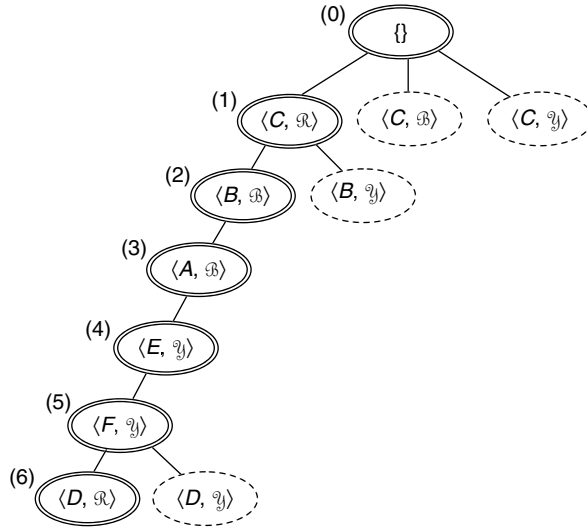 (0) {}
(1) ⟨C, ℛ⟩ ⟨C, ℬ⟩ ⟨C, 𝒴⟩
(2) ⟨B, ℬ⟩ ⟨B, 𝒴⟩
(3) ⟨A, ℬ⟩
(4) ⟨E, 𝒴⟩
(5) ⟨F, 𝒴⟩
(6) ⟨D, ℛ⟩ ⟨D, 𝒴⟩